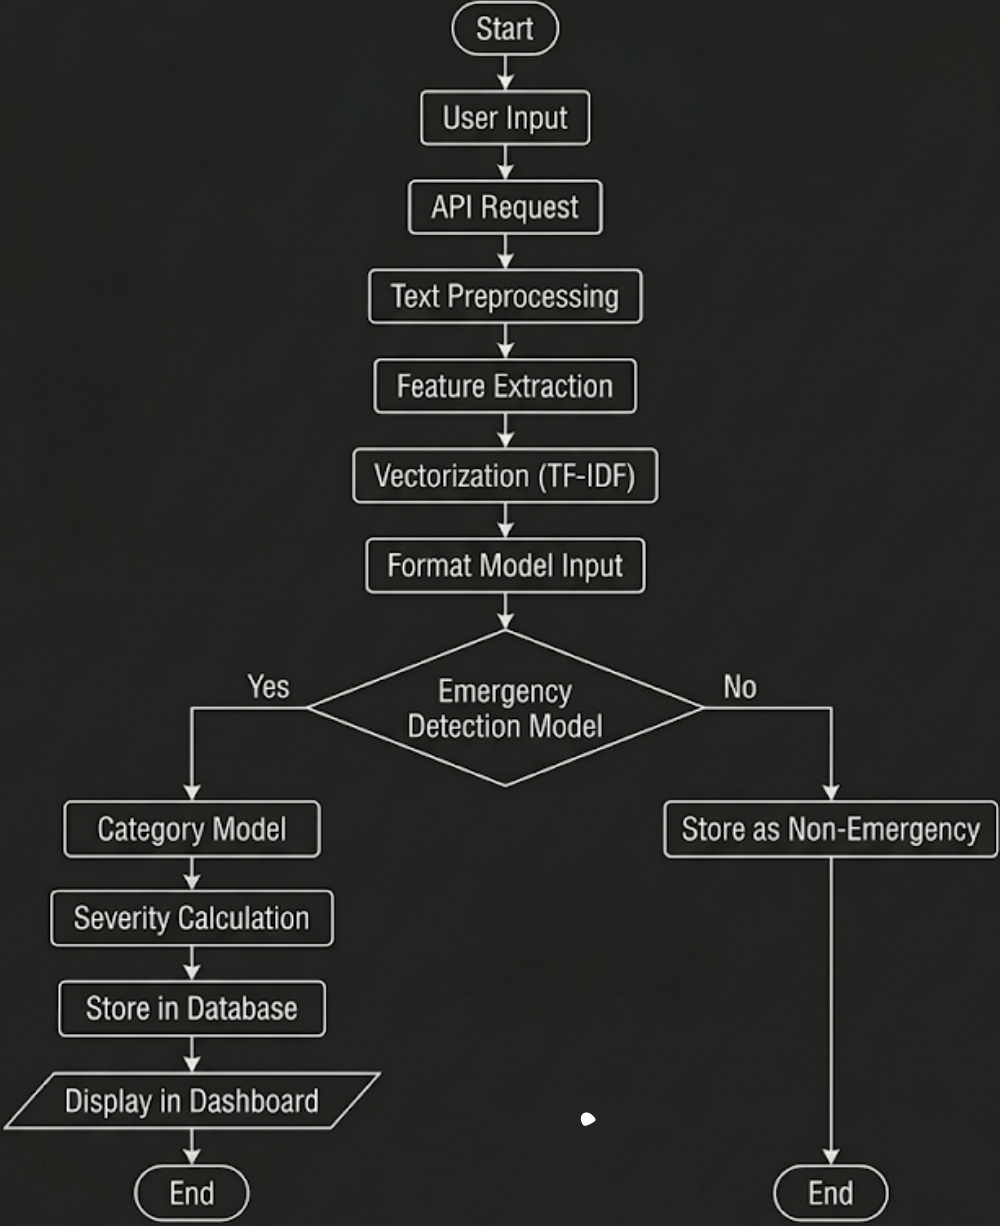 Start
User Input
API Request
Text Preprocessing
Feature Extraction
Vectorization (TF-IDF)
Format Model Input
Emergency
Detection Model
Yes
No
Category Model
Store as Non-Emergency
Severity Calculation
Store in Database
Display in Dashboard
End
End